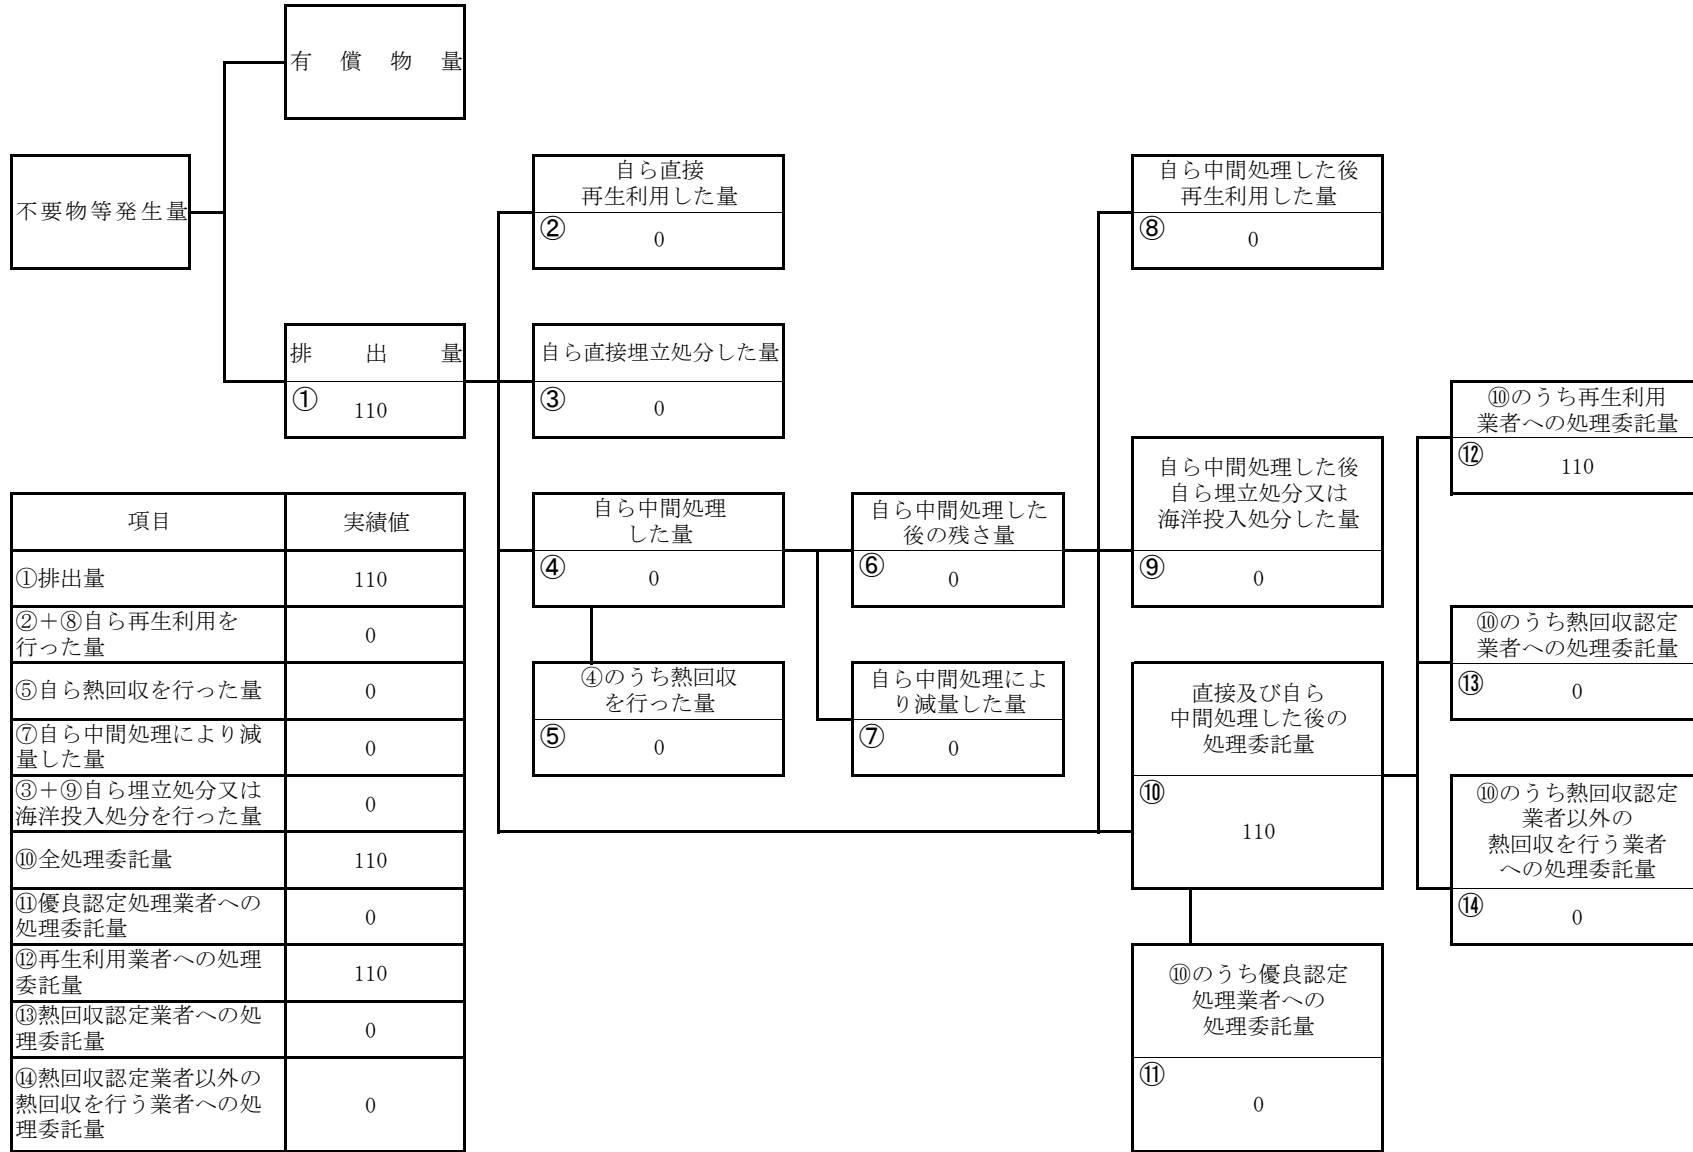 有償物量
不要物等発生量
自ら直接
再生利用した量
②
0
自ら中間処理した後
再生利用した量
⑧
0
排出量
①
110
自ら直接埋立処分した量
③
0
⑩のうち再生利用
業者への処理委託量
⑫
110
自ら中間処理
した量
④
0
自ら中間処理した
後の残さ量
⑥
0
自ら中間処理した後
自ら埋立処分又は
海洋投入処分した量
⑨
0
⑩のうち熱回収認定
業者への処理委託量
⑬
0
④のうち熱回収
を行った量
⑤
0
自ら中間処理によ
り減量した量
⑦
0
直接及び自ら
中間処理した後の
処理委託量
⑩
110
⑩のうち熱回収認定
業者以外の
熱回収を行う業者
への処理委託量
⑭
0
⑩のうち優良認定
処理業者への
処理委託量
⑪
0
項目 実績値
①排出量 110
②＋⑧自ら再生利用を
行った量 0
⑤自ら熱回収を行った量 0
⑦自ら中間処理により減
量した量 0
③＋⑨自ら埋立処分又は
海洋投入処分を行った量 0
⑩全処理委託量 110
⑪優良認定処理業者への
処理委託量 0
⑫再生利用業者への処理
委託量 110
⑬熱回収認定業者への処
理委託量 0
⑭熱回収認定業者以外の
熱回収を行う業者への処
理委託量 0